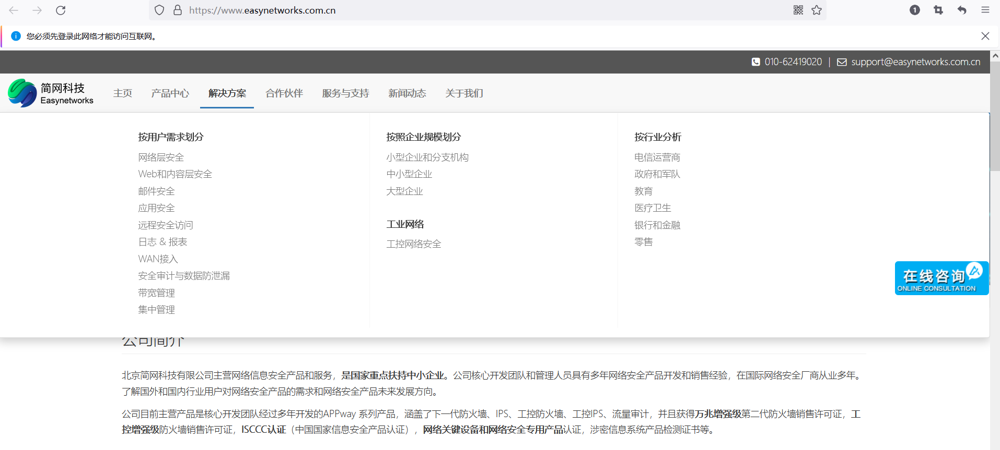 https://www.easynetworks.com.cn
1
您必须先登录此网络才能访问互联网。
010-62419020 | support@easynetworks.com.cn
简网科技
Easynetworks
主页 产品中心 解决方案 合作伙伴 服务与支持 新闻动态 关于我们
按用户需求划分
网络层安全
Web和内容层安全
邮件安全
应用安全
远程安全访问
日志 & 报表
WAN接入
安全审计与数据防泄漏
带宽管理
集中管理
按照企业规模划分
小型企业和分支机构
中小型企业
大型企业
工业网络
工控网络安全
按行业分析
电信运营商
政府和军队
教育
医疗卫生
银行和金融
零售
在线咨询
ONLINE CONSULTATION
公司简介
北京简网科技有限公司主营网络信息安全产品和服务，是国家重点扶持中小企业。公司核心开发团队和管理人员具有多年网络安全产品开发和销售经验，在国际网络安全厂商从业多年。
了解国外和国内行业用户对网络安全产品的需求和网络安全产品未来发展方向。
公司目前主营产品是核心开发团队经过多年开发的APPway 系列产品，涵盖了下一代防火墙、IPS、工控防火墙、工控IPS、流量审计，并且获得万兆增强级第二代防火墙销售许可证，工
控增强级防火墙销售许可证，ISCCC认证（中国国家信息安全产品认证），网络关键设备和网络安全专用产品认证，涉密信息系统产品检测证书等。